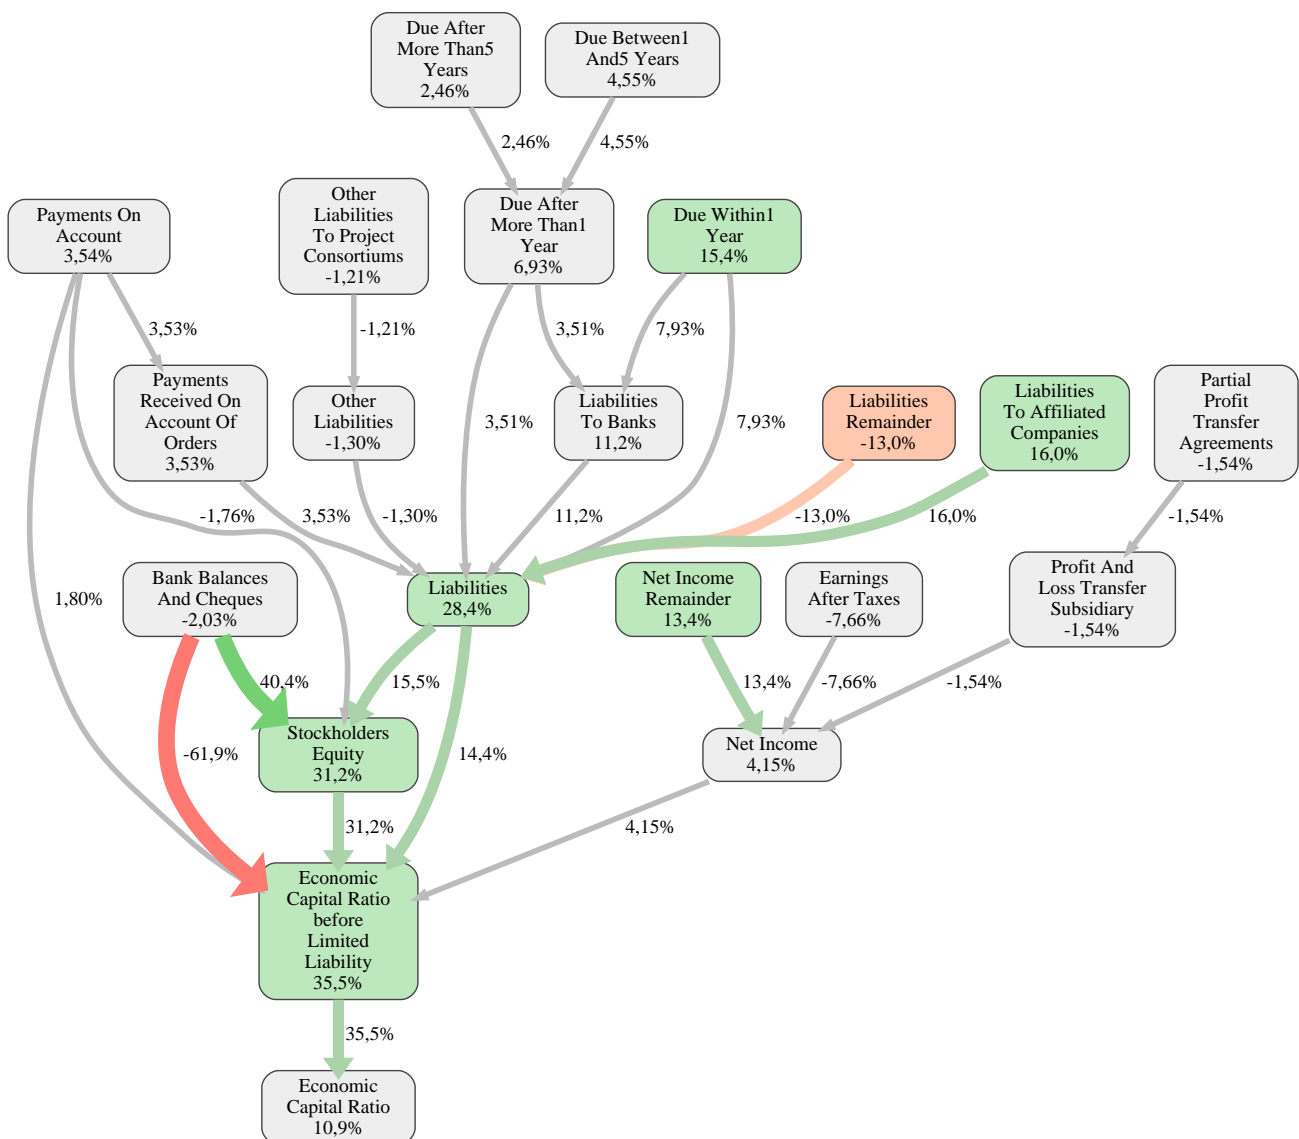 Due After
More Than5
Years
2,46%
Due Between1
And5 Years
4,55%
2,46%
4,55%
Payments On
Account
3,54%
Other
Liabilities
To Project
Consortiums
-1,21%
Due After
More Than1
Year
6,93%
Due Within1
Year
15,4%
3,53%
-1,21%
3,51%
7,93%
Payments
Received On
Account Of
Orders
3,53%
Other
Liabilities
-1,30%
3,51%
Liabilities
To Banks
11,2%
7,93%
Liabilities
Remainder
-13,0%
Liabilities
To Affiliated
Companies
16,0%
Partial
Profit
Transfer
Agreements
-1,54%
-1,76%
3,53%
-1,30%
11,2%
-13,0%
16,0%
-1,54%
1,80%
Bank Balances
And Cheques
-2,03%
Liabilities
28,4%
Net Income
Remainder
13,4%
Earnings
After Taxes
-7,66%
Profit And
Loss Transfer
Subsidiary
-1,54%
40,4%
15,5%
13,4%
-7,66%
-1,54%
-61,9%
Stockholders
Equity
31,2%
14,4%
Net Income
4,15%
31,2%
4,15%
Economic
Capital Ratio
before
Limited
Liability
35,5%
35,5%
Economic
Capital Ratio
10,9%